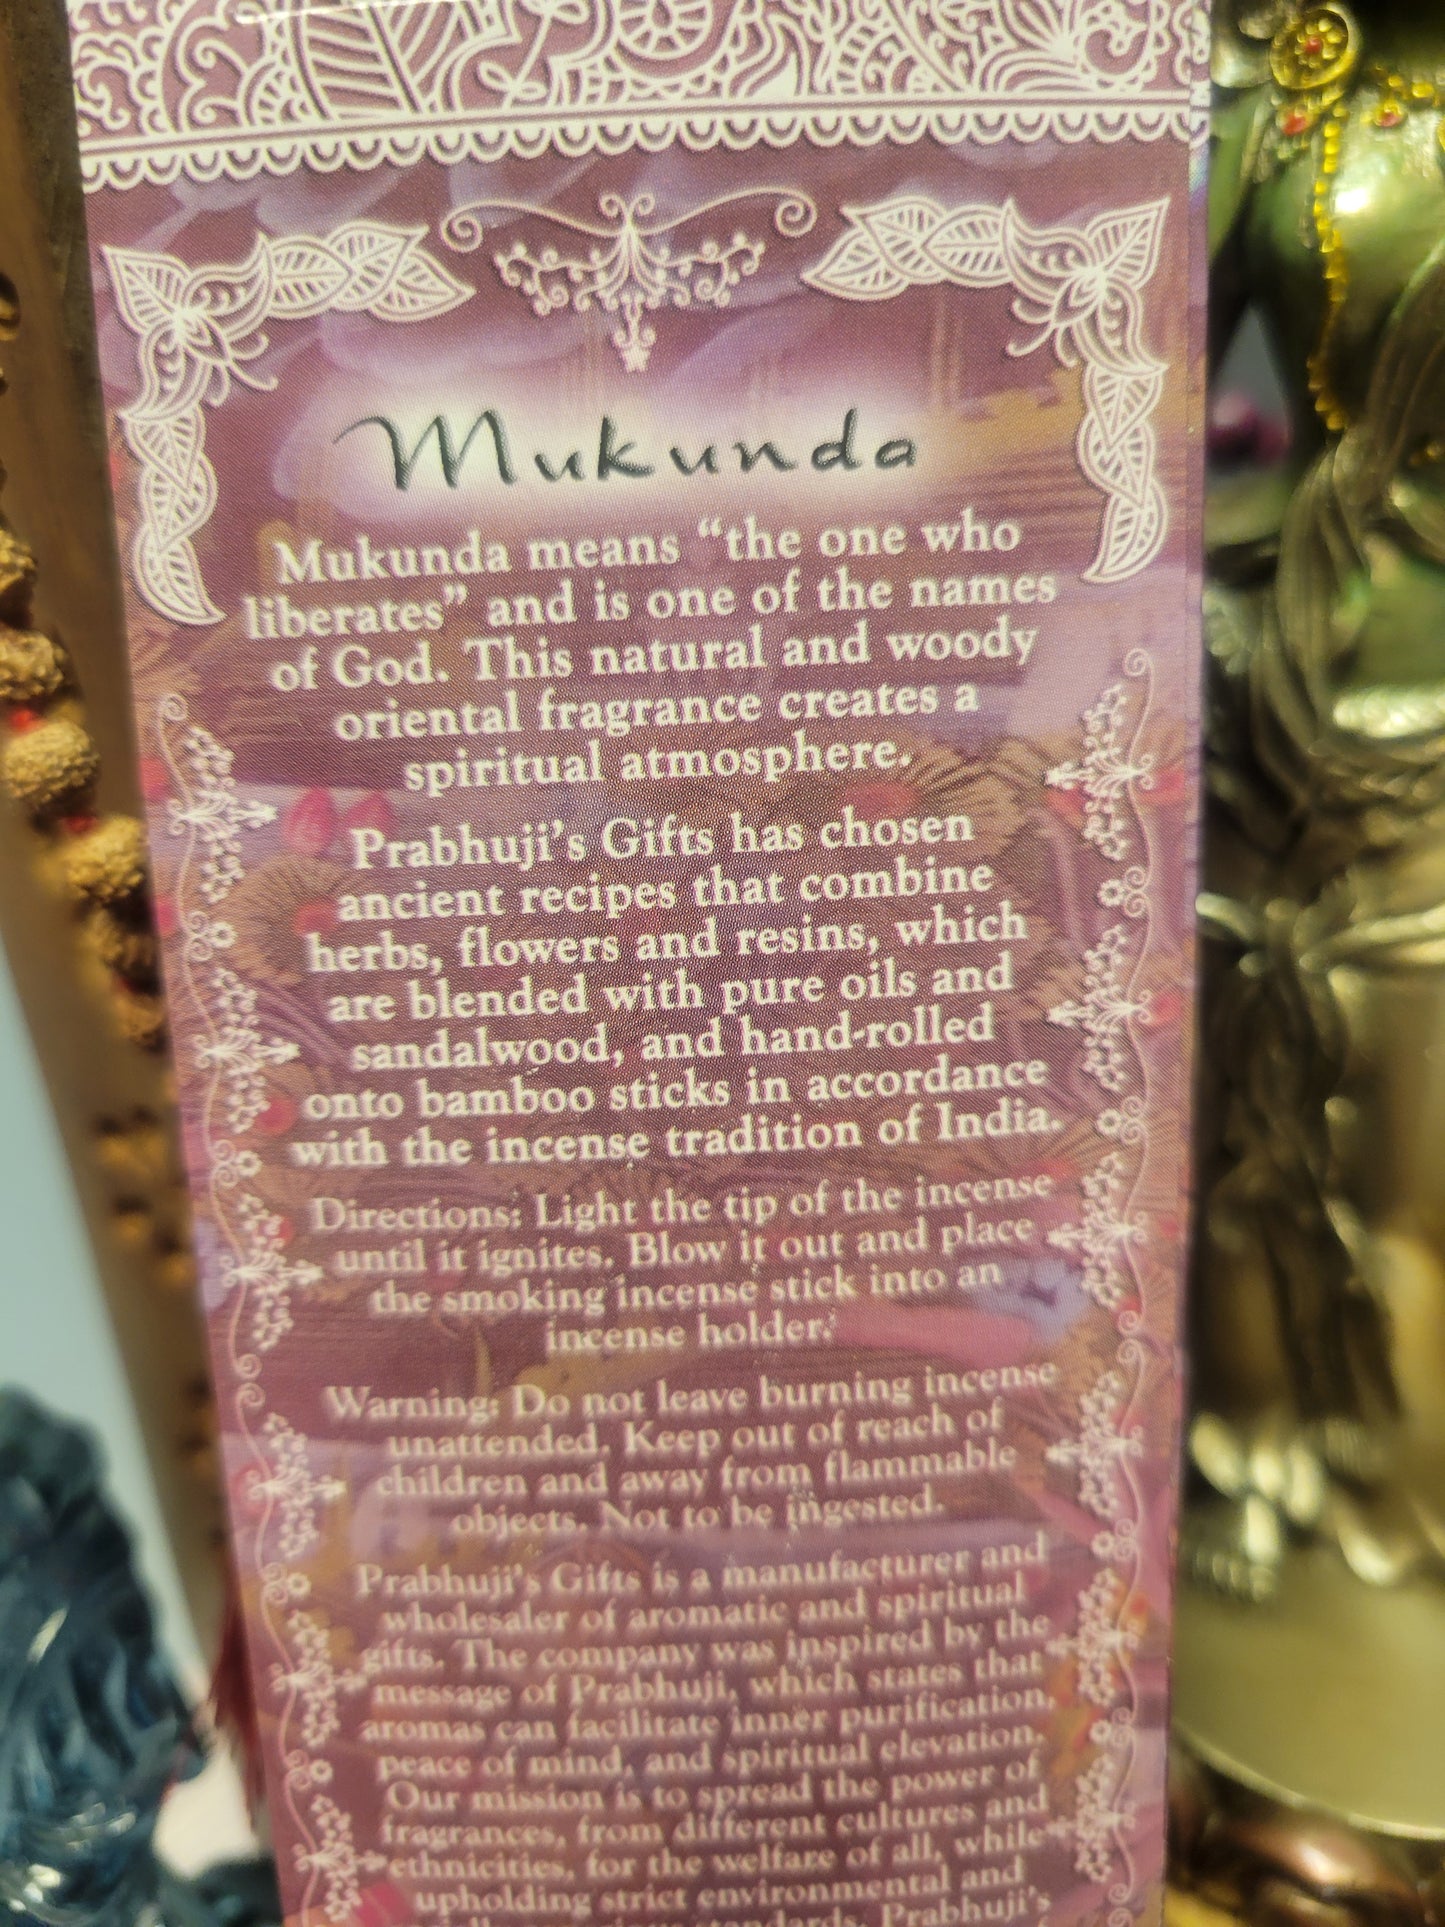 Mukunda
Mukunda means “the one who
liberates” and is one of the names
of God. This natural and woody
oriental fragrance creates a
spiritual atmosphere.
Prabhuji’s Gifts has chosen
ancient recipes that combine
herbs, flowers and resins, which
are blended with pure oils and
sandalwood, and hand-rolled
onto bamboo sticks in accordance
with the incense tradition of India.
Directions: Light the tip of the incense
until it ignites. Blow it out and place
the smoking incense stick into an
incense holder.
Warning: Do not leave burning incense
unattended. Keep out of reach of
children and away from flammable
objects. Not to be ingested.
Prabhuji’s Gifts is a manufacturer and
wholesaler of aromatic and spiritual
gifts. The company was inspired by the
message of Prabhuji, which states that
aromas can facilitate inner purification,
peace of mind, and spiritual elevation.
Our mission is to spread the power of
fragrances, from different cultures and
ethnicities, for the welfare of all, while
upholding strict environmental and
standards. Prabhuji’s